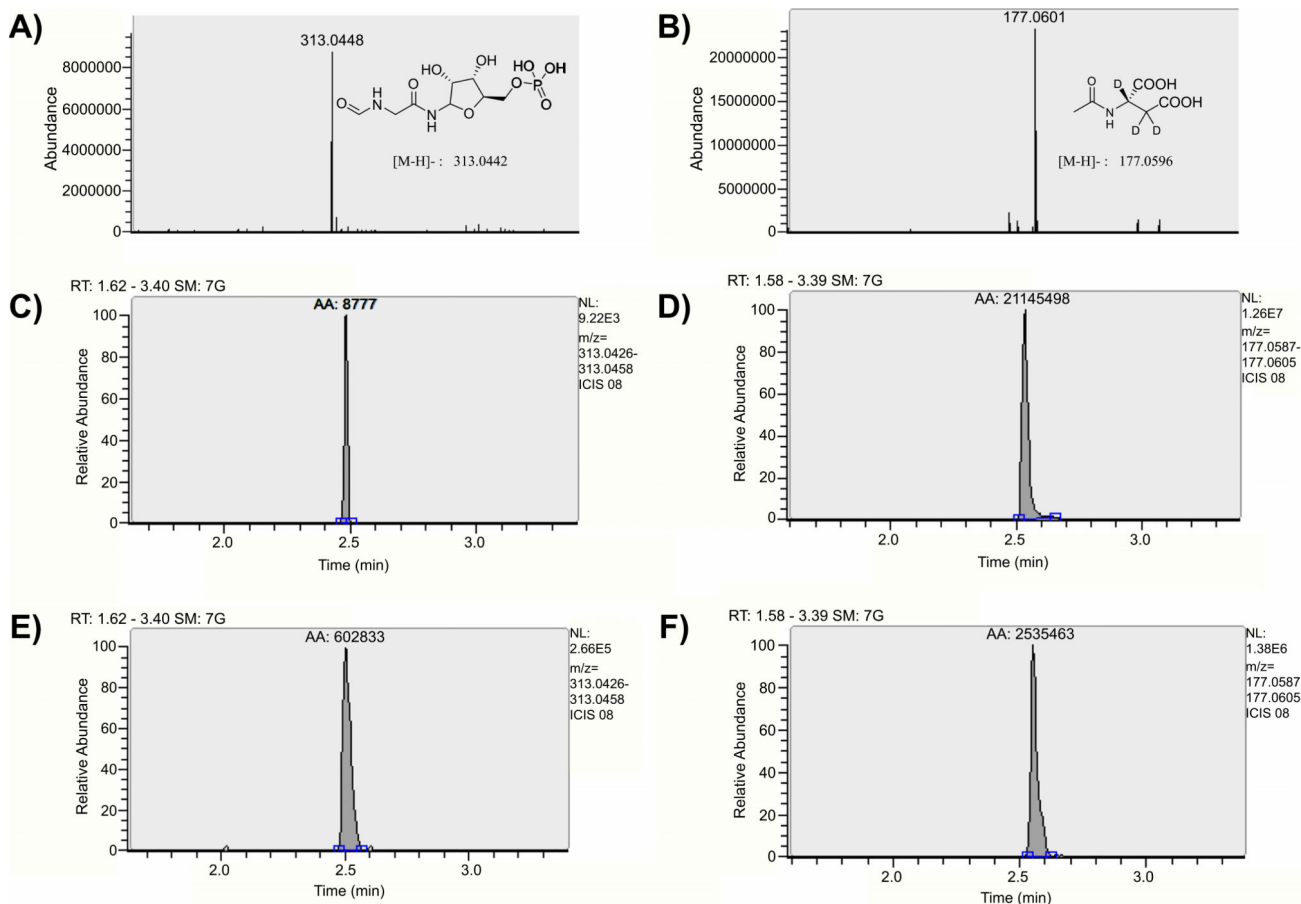 A)
Abundance
8000000
6000000
4000000
2000000
0
313.0448
O
N
H
O
N
H
HO
OH
O
O
HO
OH
P
O
[M-H]- : 313.0442
B)
Abundance
20000000
15000000
10000000
5000000
0
177.0601
O
N
H
D
COOH
COOH
D
D
[M-H]- : 177.0596
C)
RT: 1.62 - 3.40 SM: 7G
Relative Abundance
100
80
60
40
20
0
AA: 8777
2.0
2.5
3.0
Time (min)
NL:
9.22E3
m/z=
313.0426-
313.0458
ICIS 08
D)
RT: 1.58 - 3.39 SM: 7G
Relative Abundance
100
80
60
40
20
0
AA: 21145498
2.0
2.5
3.0
Time (min)
NL:
1.26E7
m/z=
177.0587-
177.0605
ICIS 08
E)
RT: 1.62 - 3.40 SM: 7G
Relative Abundance
100
80
60
40
20
0
AA: 602833
2.0
2.5
3.0
Time (min)
NL:
2.66E5
m/z=
313.0426-
313.0458
ICIS 08
F)
RT: 1.58 - 3.39 SM: 7G
Relative Abundance
100
80
60
40
20
0
AA: 2535463
2.0
2.5
3.0
Time (min)
NL:
1.38E6
m/z=
177.0587
177.0605
ICIS 08